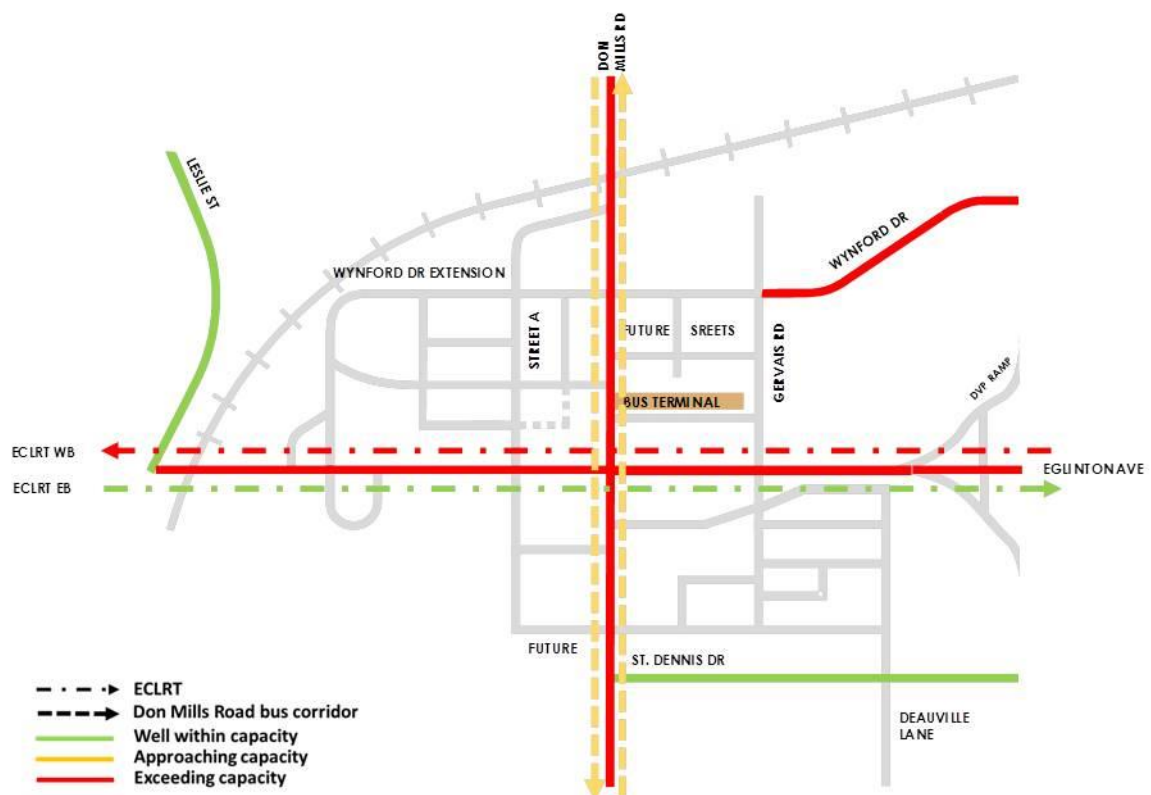 DON
MILLS RD
LESLIE ST
WYNFORD DR
WYNFORD DR EXTENSION
STREET A
FUTURE SREETS
GERVAIS RD
DVP RAMP
BUS TERMINAL
ECLRT WB
EGLINTON AVE
ECLRT EB
FUTURE
ST. DENNIS DR
DEAUVILLE
LANE
ECLRT
Don Mills Road bus corridor
Well within capacity
Approaching capacity
Exceeding capacity